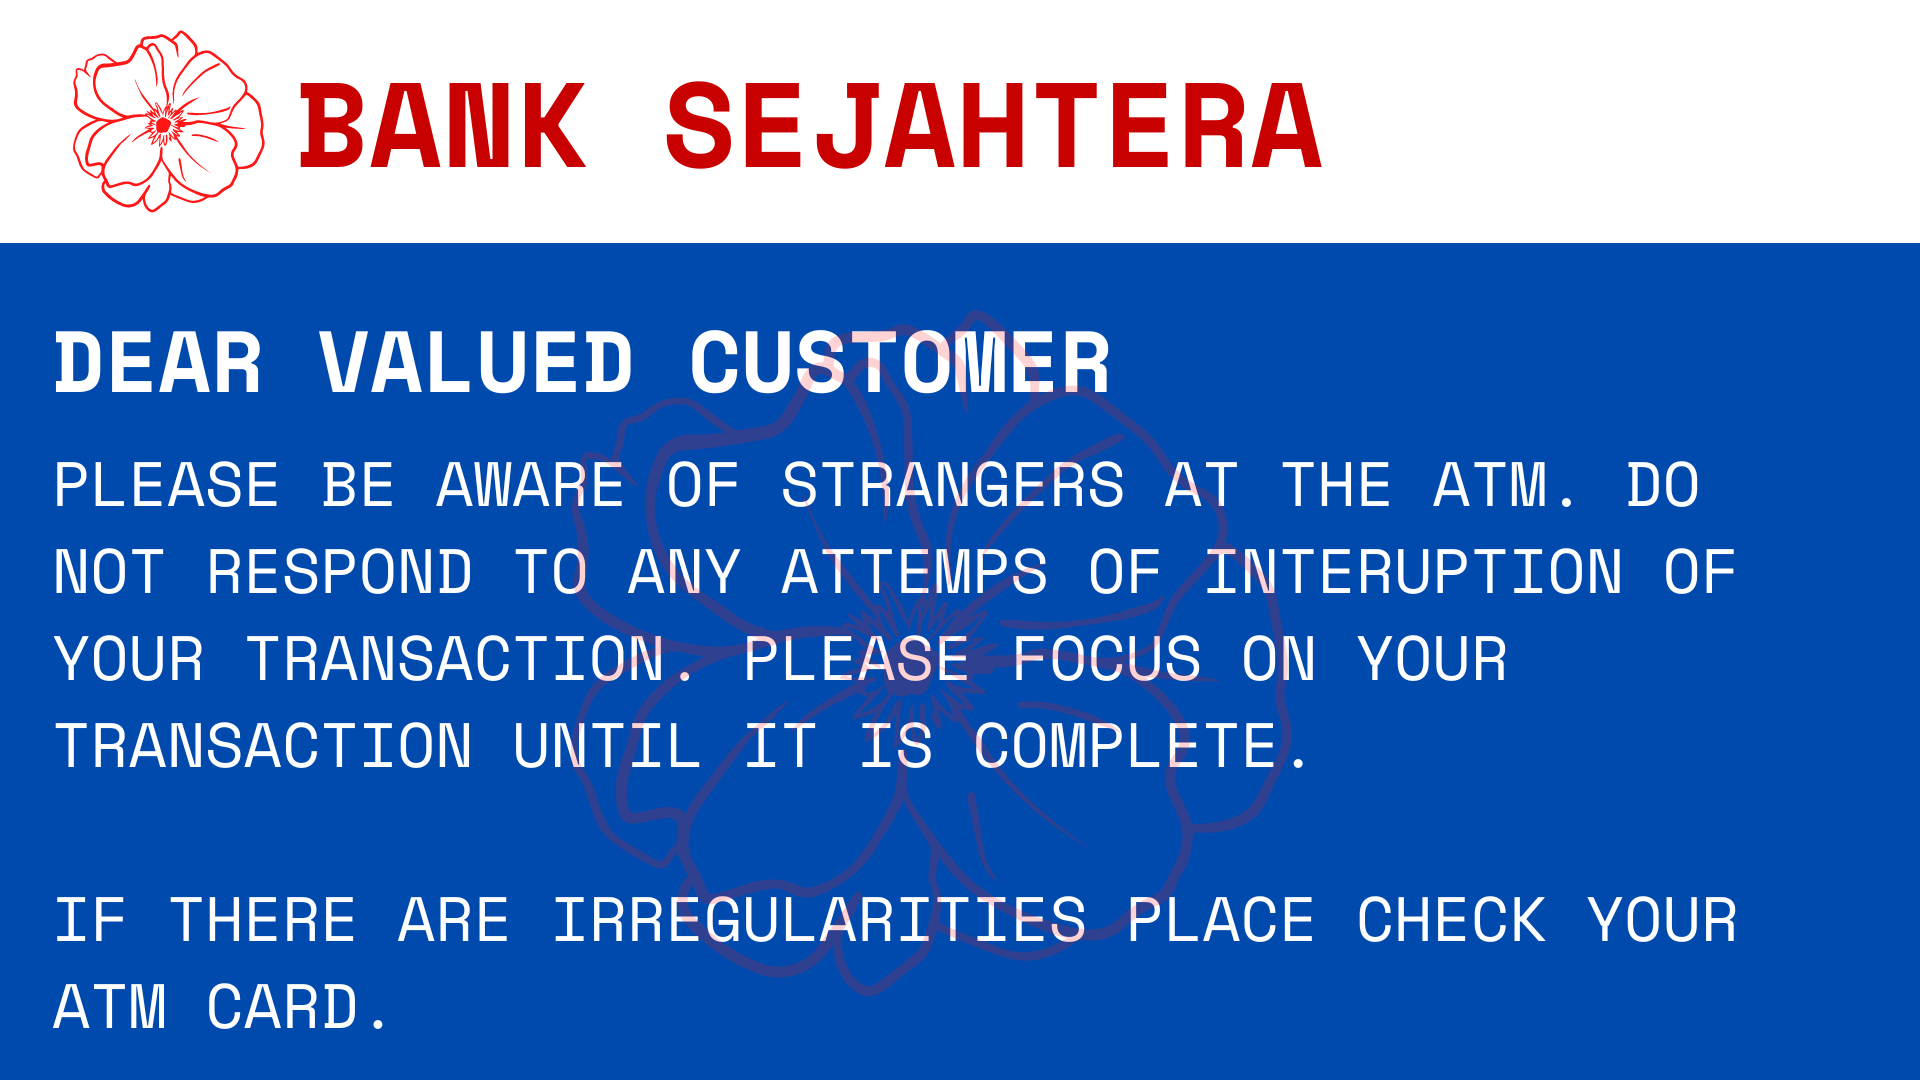 BANK SEJAHTERA
DEAR VALUED CUSTOMER
PLEASE BE AWARE OF STRANGERS AT THE ATM. DO
NOT RESPOND TO ANY ATTEMPS OF INTERUPTION OF
YOUR TRANSACTION. PLEASE FOCUS ON YOUR
TRANSACTION UNTIL IT IS COMPLETE.
IF THERE ARE IRREGULARITIES PLACE CHECK YOUR
ATM CARD.